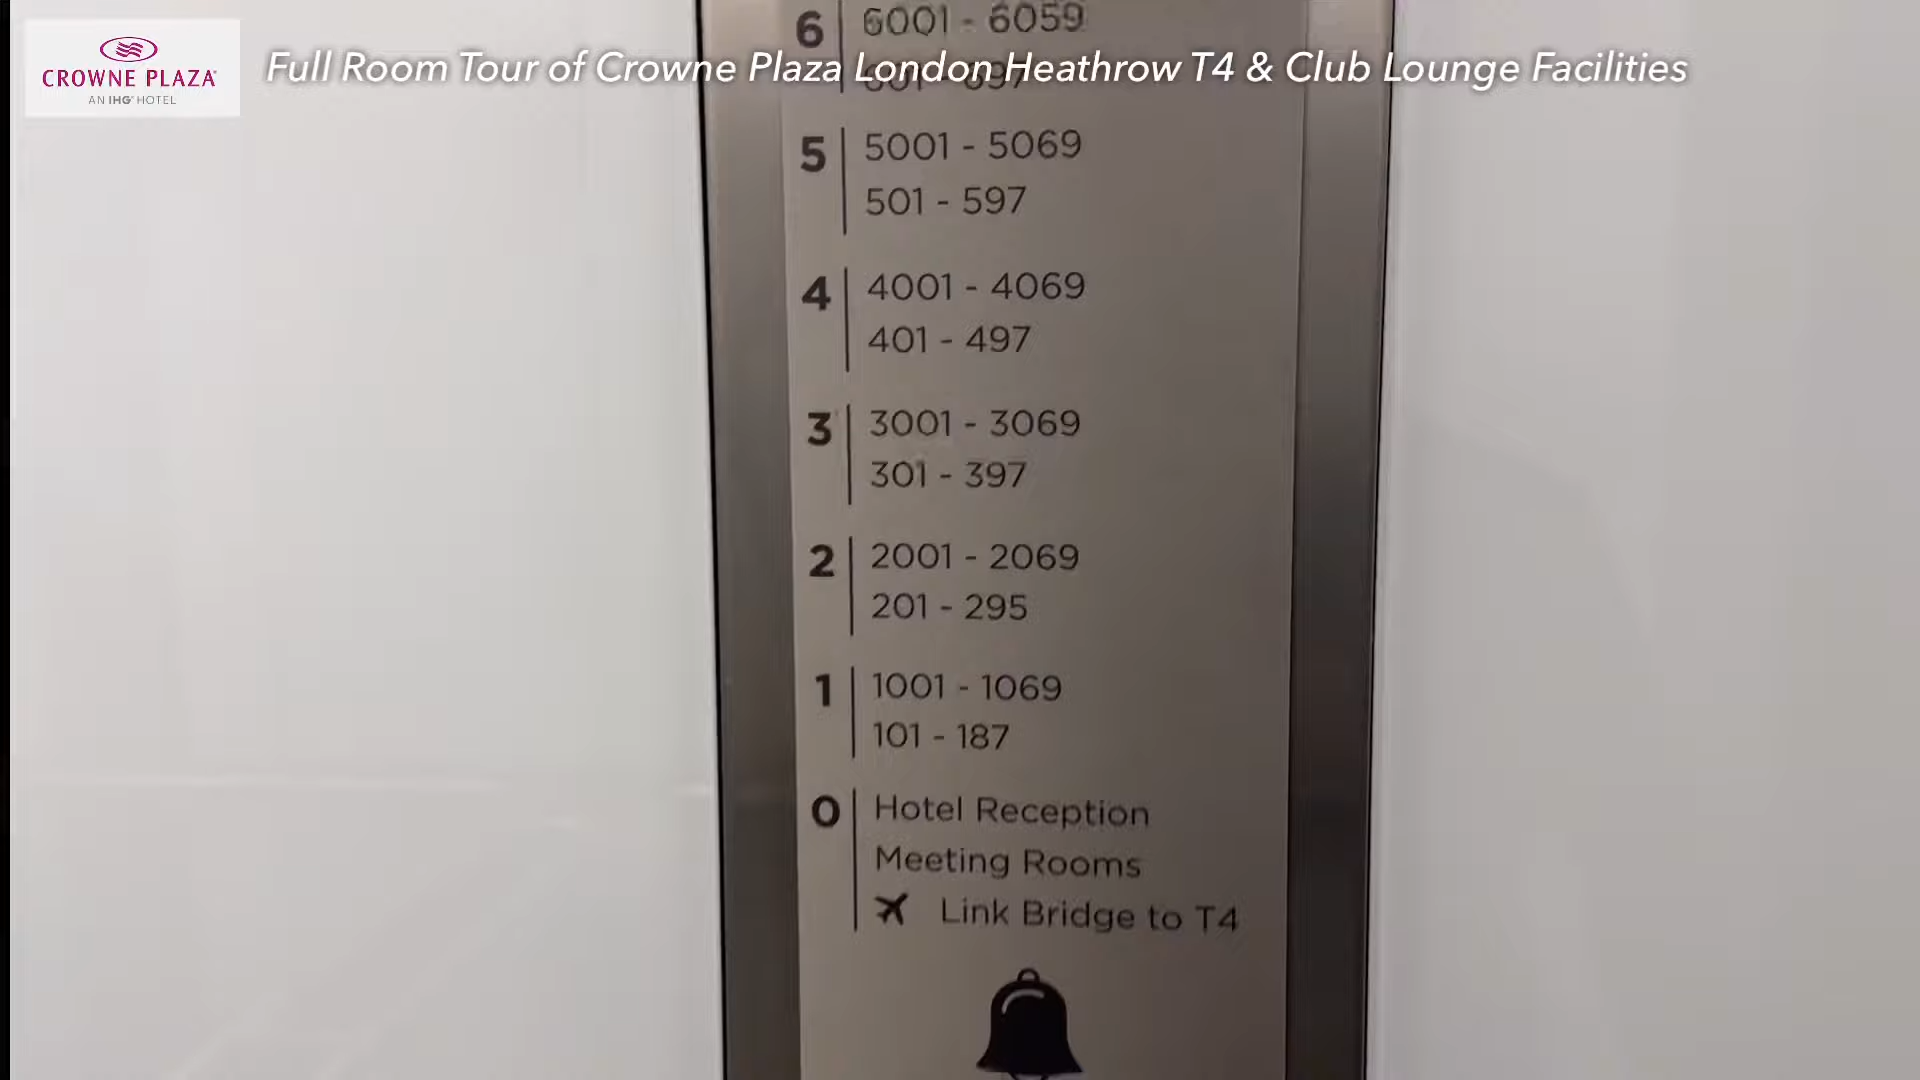 CROWNE PLAZA
AN IHG HOTEL
Full Room Tour of Crowne Plaza London Heathrow T4 & Club Lounge Facilities
6 6001 - 6059
601 - 697
5 5001 - 5069
501 - 597
4 4001 - 4069
401 - 497
3 3001 - 3069
301 - 397
2 2001 - 2069
201 - 295
1 1001 - 1069
101 - 187
0 Hotel Reception
Meeting Rooms
Link Bridge to T4